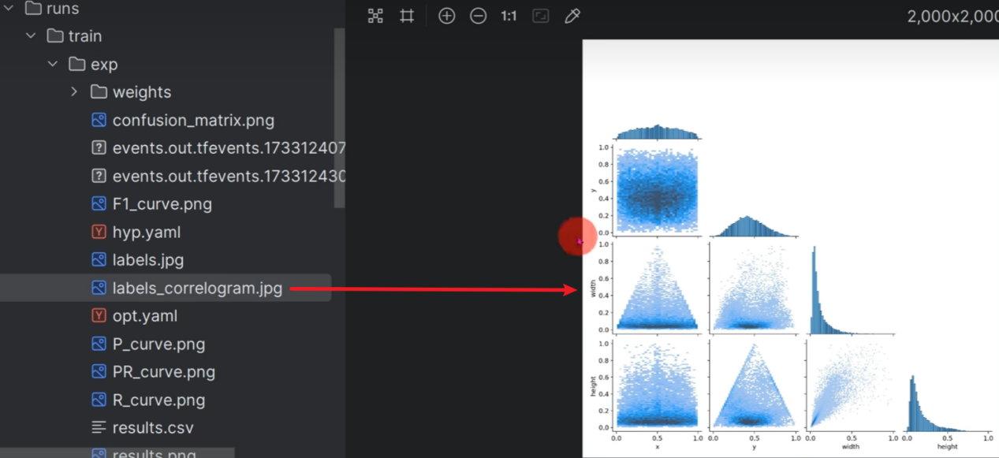 runs
train
exp
weights
confusion_matrix.png
events.out.tfevents.173312407
events.out.tfevents.173312430
F1_curve.png
hyp.yaml
labels.jpg
labels_correlogram.jpg
opt.yaml
P_curve.png
PR_curve.png
R_curve.png
results.csv
results.png
1:1
2,000x2,000
1.0
0.8
0.6
0.4
0.2
0.0
y
1.0
0.8
0.6
0.4
0.2
0.0
width
1.0
0.8
0.6
0.4
0.2
0.0
height
0.0 0.5 1.0 0.0 0.5 1.0 0.0 0.5 1.0 0.0 0.5 1.0
x y width height